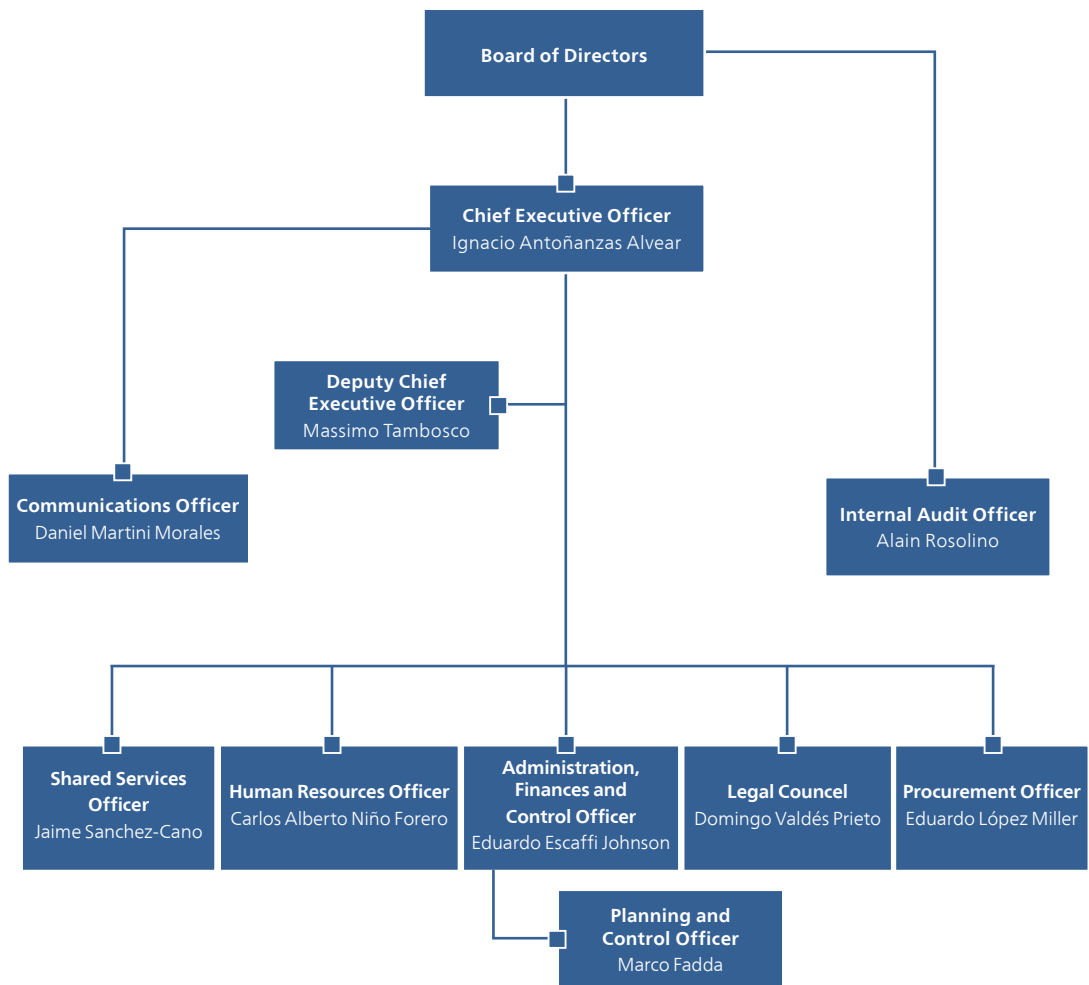 Board of Directors
Chief Executive Officer
Ignacio Antoñanzas Alvear
Deputy Chief
Executive Officer
Massimo Tambosco
Communications Officer
Daniel Martini Morales
Internal Audit Officer
Alain Rosolino
Shared Services
Officer
Jaime Sanchez-Cano
Human Resources Officer
Carlos Alberto Niño Forero
Administration,
Finances and
Control Officer
Eduardo Escaffi Johnson
Legal Councel
Domingo Valdés Prieto
Procurement Officer
Eduardo López Miller
Planning and
Control Officer
Marco Fadda